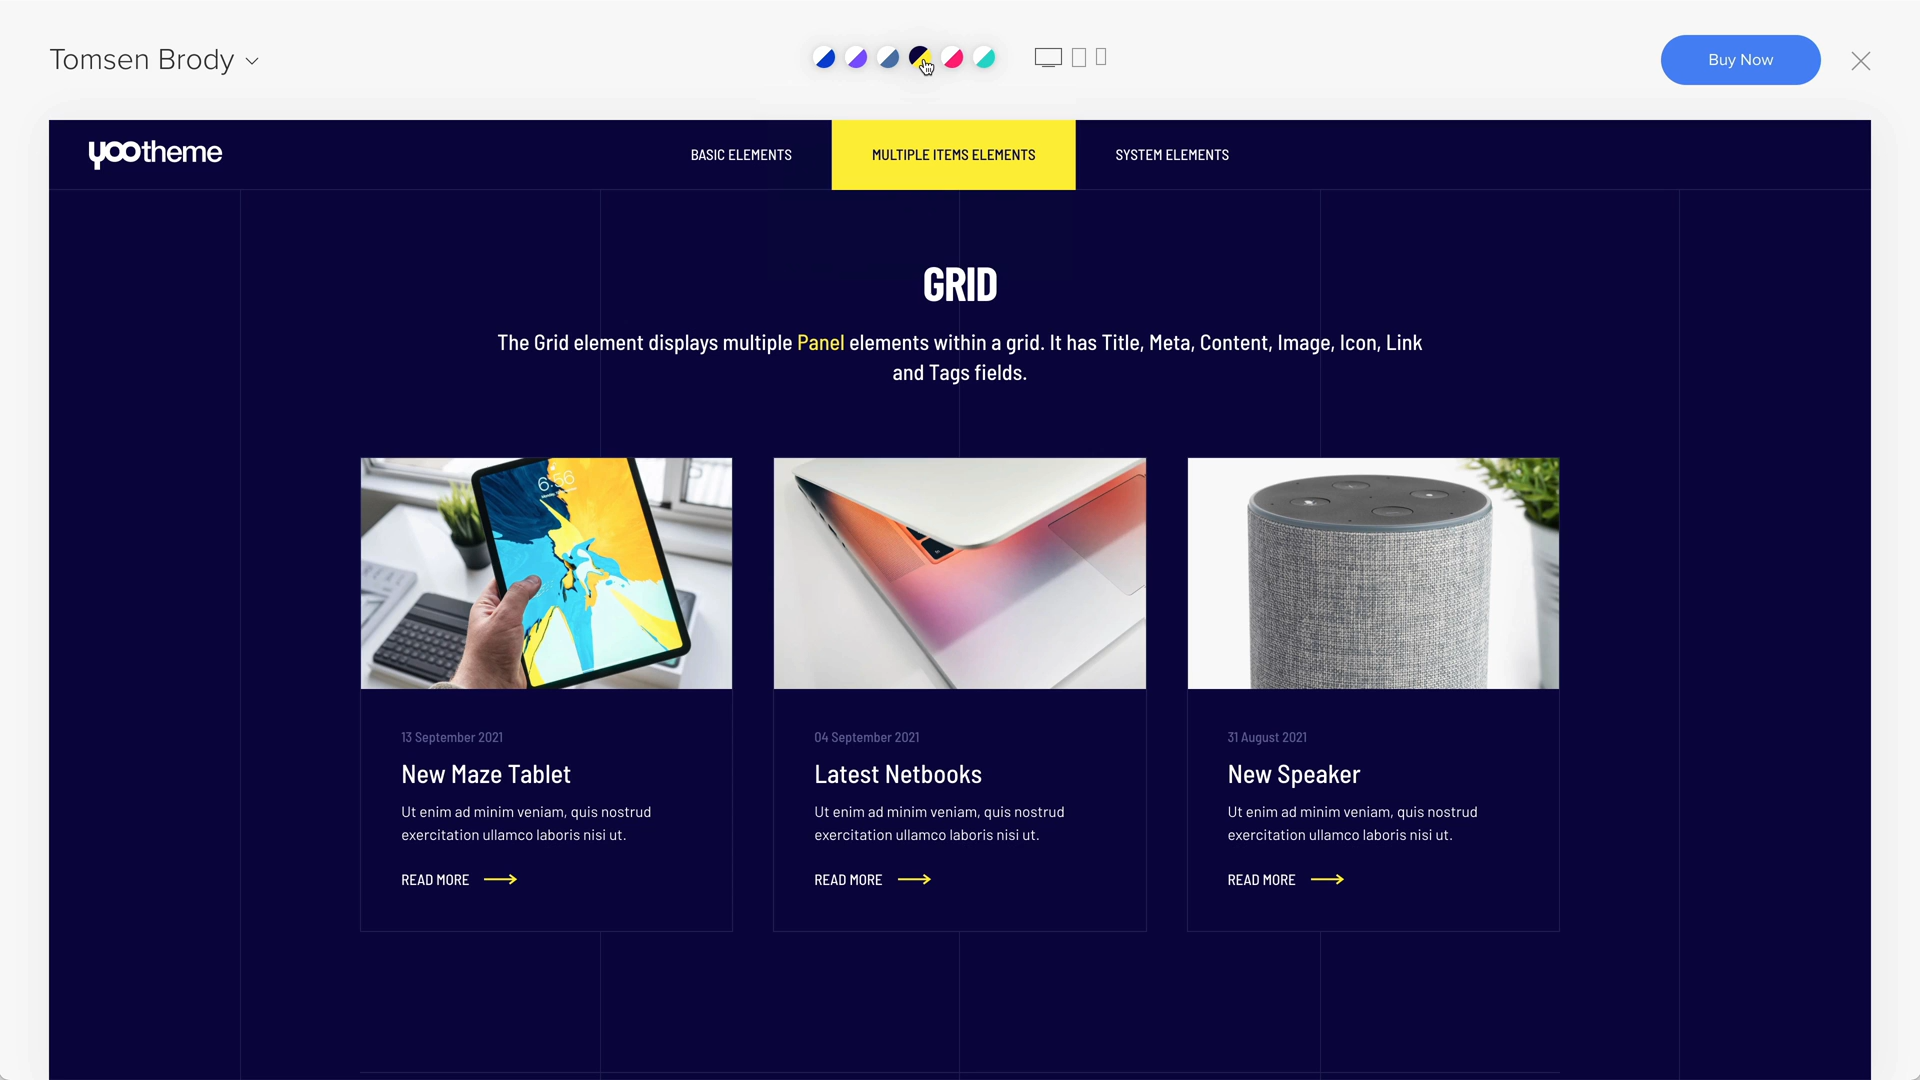 Tomsen Brody
Buy Now
yootheme
BASIC ELEMENTS
MULTIPLE ITEMS ELEMENTS
SYSTEM ELEMENTS
GRID
The Grid element displays multiple Panel elements within a grid. It has Title, Meta, Content, Image, Icon, Link
and Tags fields.
6:56
13 September 2021
New Maze Tablet
Ut enim ad minim veniam, quis nostrud
exercitation ullamco laboris nisi ut.
READ MORE
04 September 2021
Latest Netbooks
Ut enim ad minim veniam, quis nostrud
exercitation ullamco laboris nisi ut.
READ MORE
31 August 2021
New Speaker
Ut enim ad minim veniam, quis nostrud
exercitation ullamco laboris nisi ut.
READ MORE